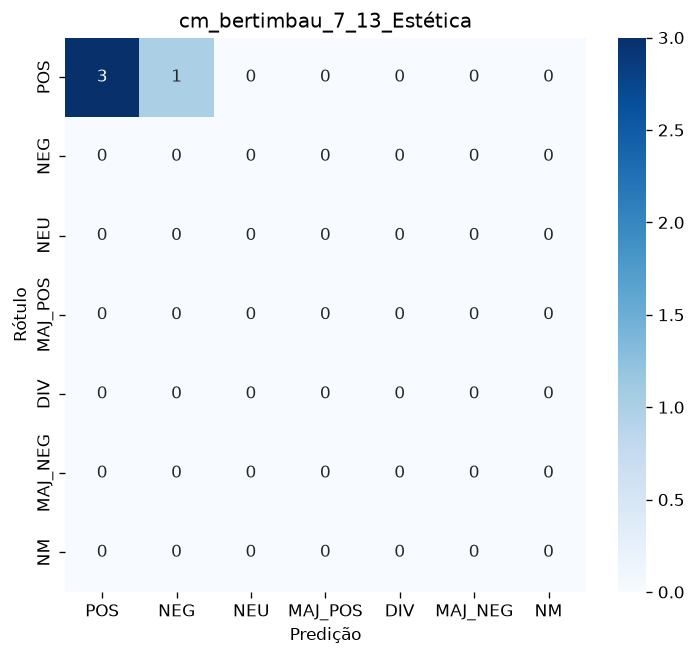 cm_bertimbau_7_13_Estética
POS 3 1 0 0 0 0 0
NEG 0 0 0 0 0 0 0
NEU 0 0 0 0 0 0 0
MAJ_POS 0 0 0 0 0 0 0
DIV 0 0 0 0 0 0 0
MAJ_NEG 0 0 0 0 0 0 0
NM 0 0 0 0 0 0 0
Rótulo
POS NEG NEU MAJ_POS DIV MAJ_NEG NM
Predição
3.0
2.5
2.0
1.5
1.0
0.5
0.0